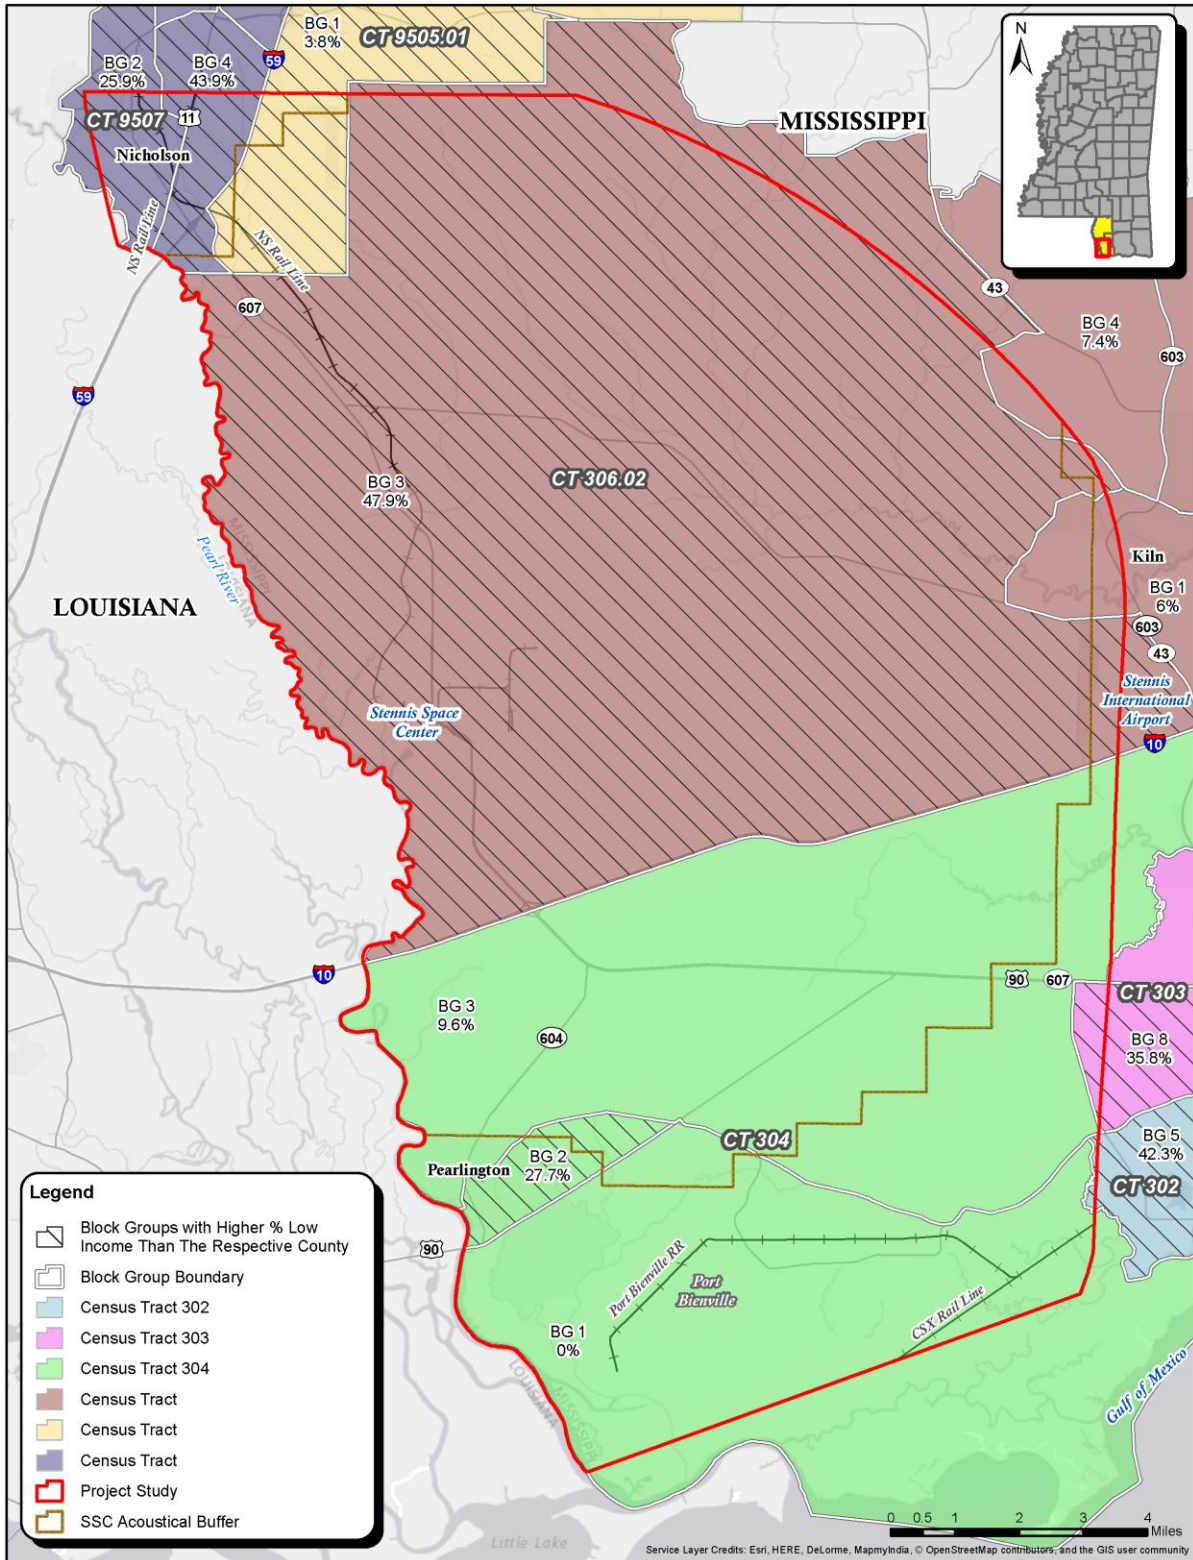 BG 1
3.8%
CT 9505.01
59
BG 2
25.9%
BG 4
43.9%
CT 9507
11
Nicholson
NS Rail Line
NS Rail Line
607
MISSISSIPPI
N
43
BG 4
7.4%
603
59
CT 306.02
BG 3
47.9%
MISSISSIPPI
LOUISIANA
Pearl River
LOUISIANA
Kiln
BG 1
6%
603
43
Stennis
International
Airport
10
Stennis Space
Center
10
90
607
CT 303
BG 3
9.6%
604
BG 8
35.8%
CT 304
BG 5
42.3%
CT 302
Pearlington
BG 2
27.7%
90
Port Bienville RR
Port
Bienville
CSX Rail Line
BG 1
0%
LOUISIANA
MISSISSIPPI
Gulf of Mexico
Little Lake
Legend
Block Groups with Higher % Low
Income Than The Respective County
Block Group Boundary
Census Tract 302
Census Tract 303
Census Tract 304
Census Tract
Census Tract
Census Tract
Project Study
SSC Acoustical Buffer
0 0.5 1 2 3 4
Miles
Service Layer Credits: Esri, HERE, DeLorme, MapmyIndia, © OpenStreetMap contributors, and the GIS user community